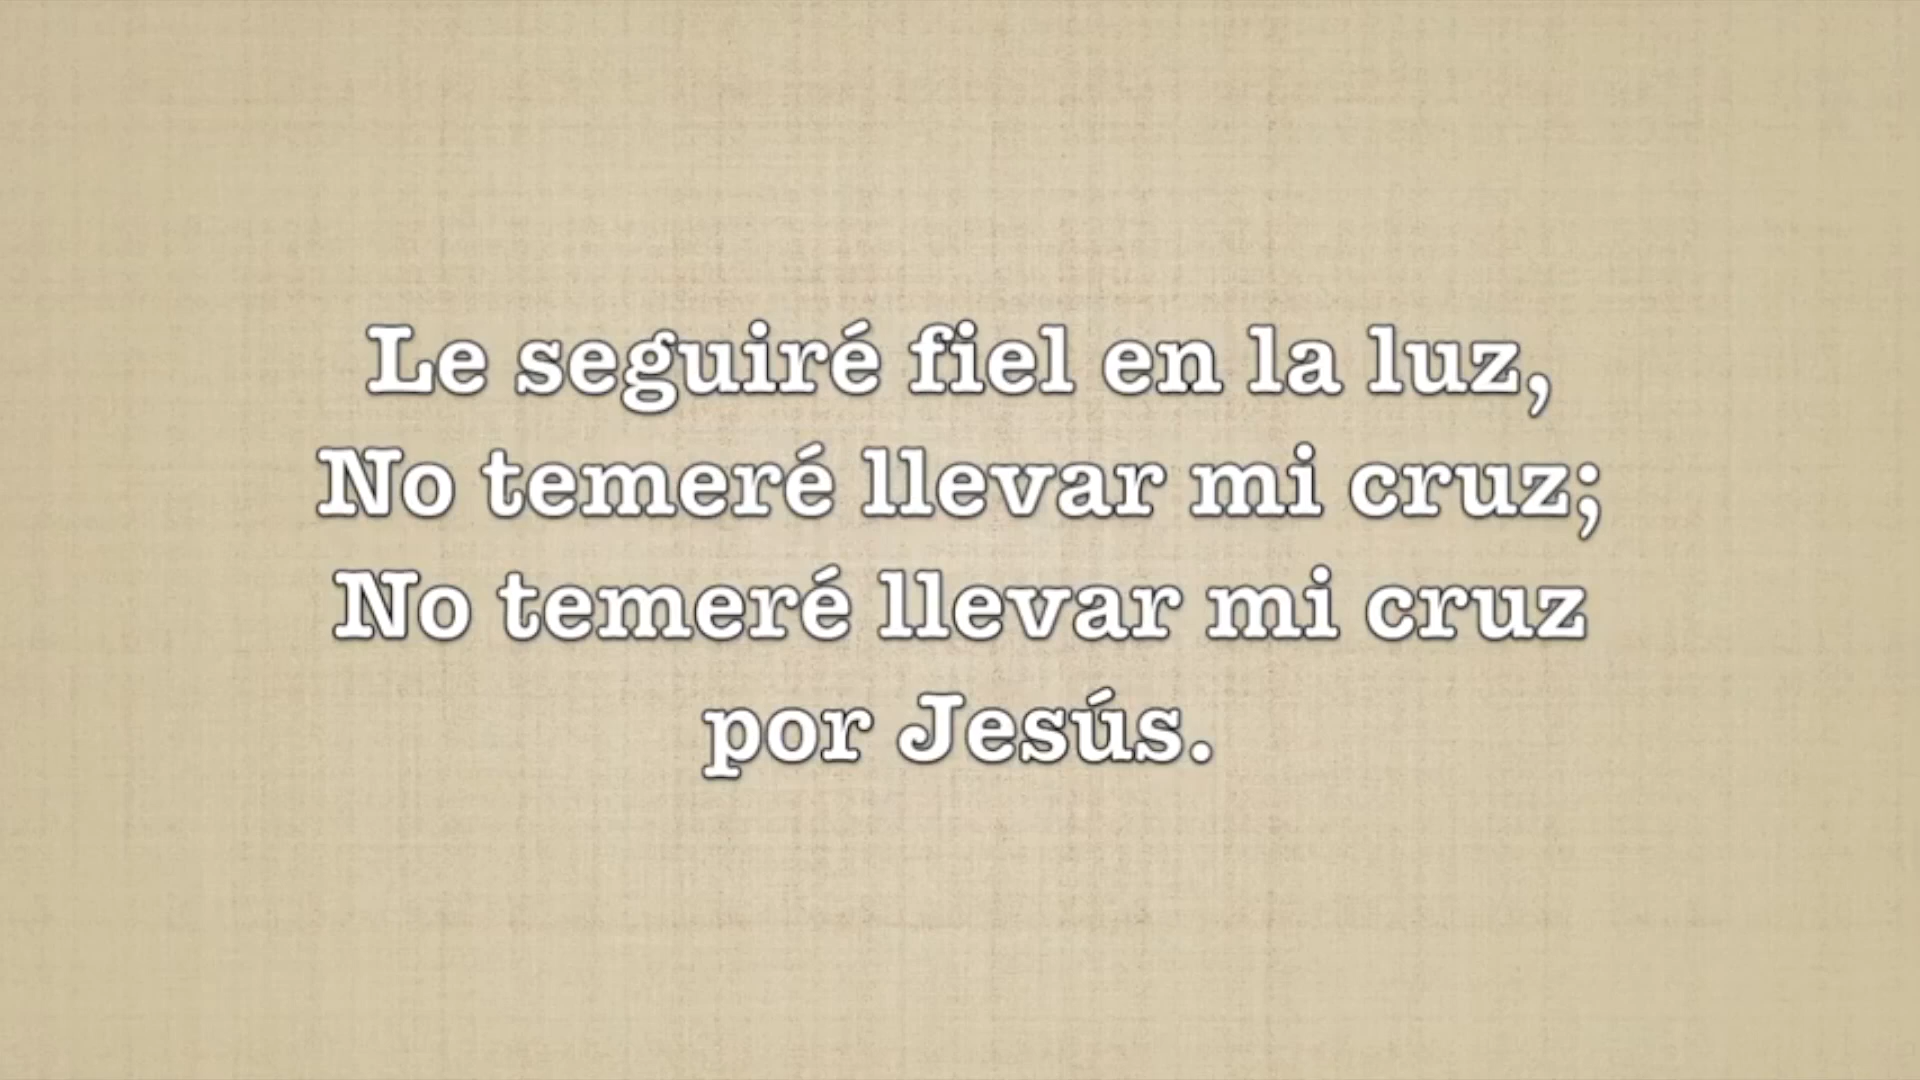 Le seguiré fiel en la luz,
No temeré llevar mi cruz;
No temeré llevar mi cruz
por Jesús.